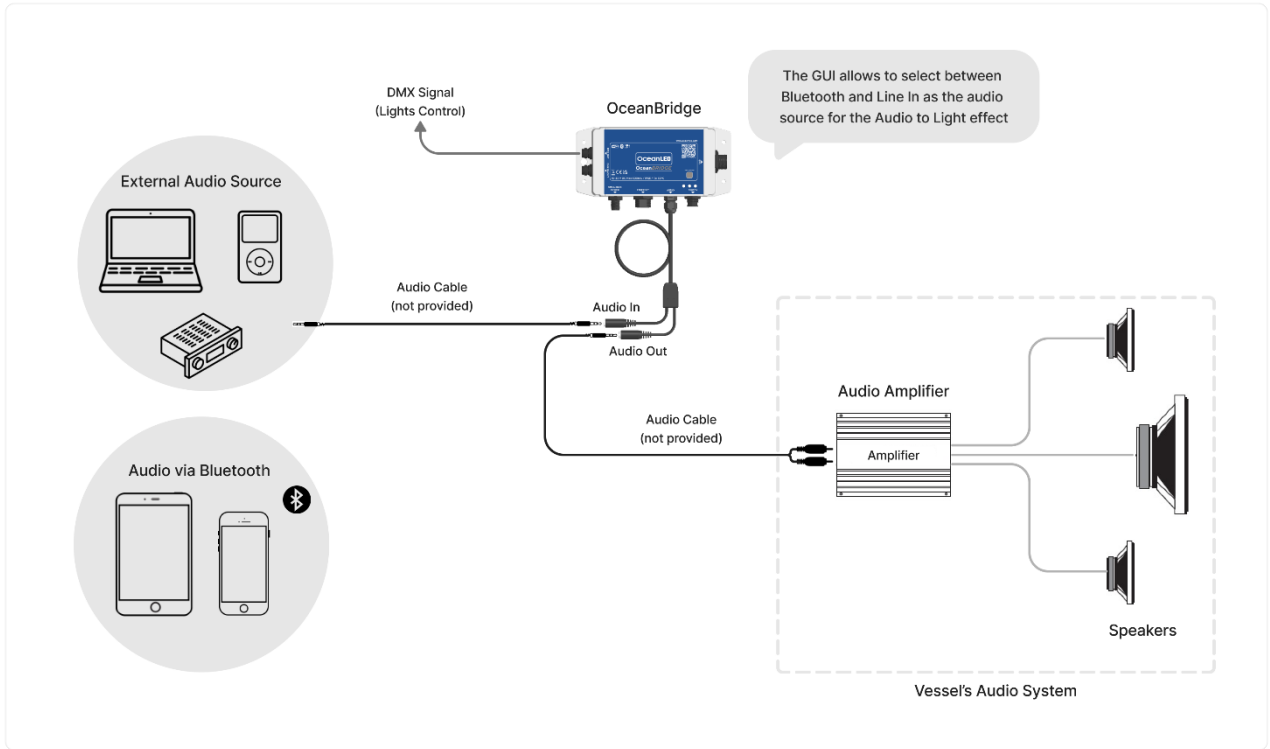 DMX Signal
(Lights Control)
OceanBridge
The GUI allows to select between
Bluetooth and Line In as the audio
source for the Audio to Light effect
OceanLED
OceanBRIDGE
External Audio Source
Audio Cable
(not provided)
Audio In
Audio Out
Audio Cable
(not provided)
Audio Amplifier
Amplifier
Audio via Bluetooth
Speakers
Vessel's Audio System